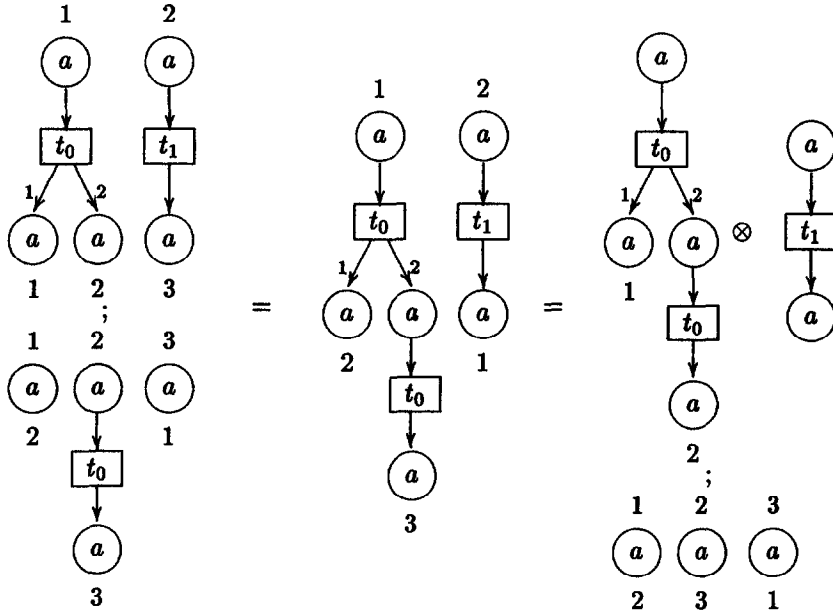 1 2
a a
t₀ t₁
1 2
a a a
1 2 3
;
1 2 3
a a a
2 1
t₀
a
3
=
1 2
a a
t₀ t₁
1 2
a a a
2 1
t₀
a
3
=
a
t₀ a
1 2
a a ⊗ t₁
1
t₀ a
a
2
;
1 2 3
a a a
2 3 1